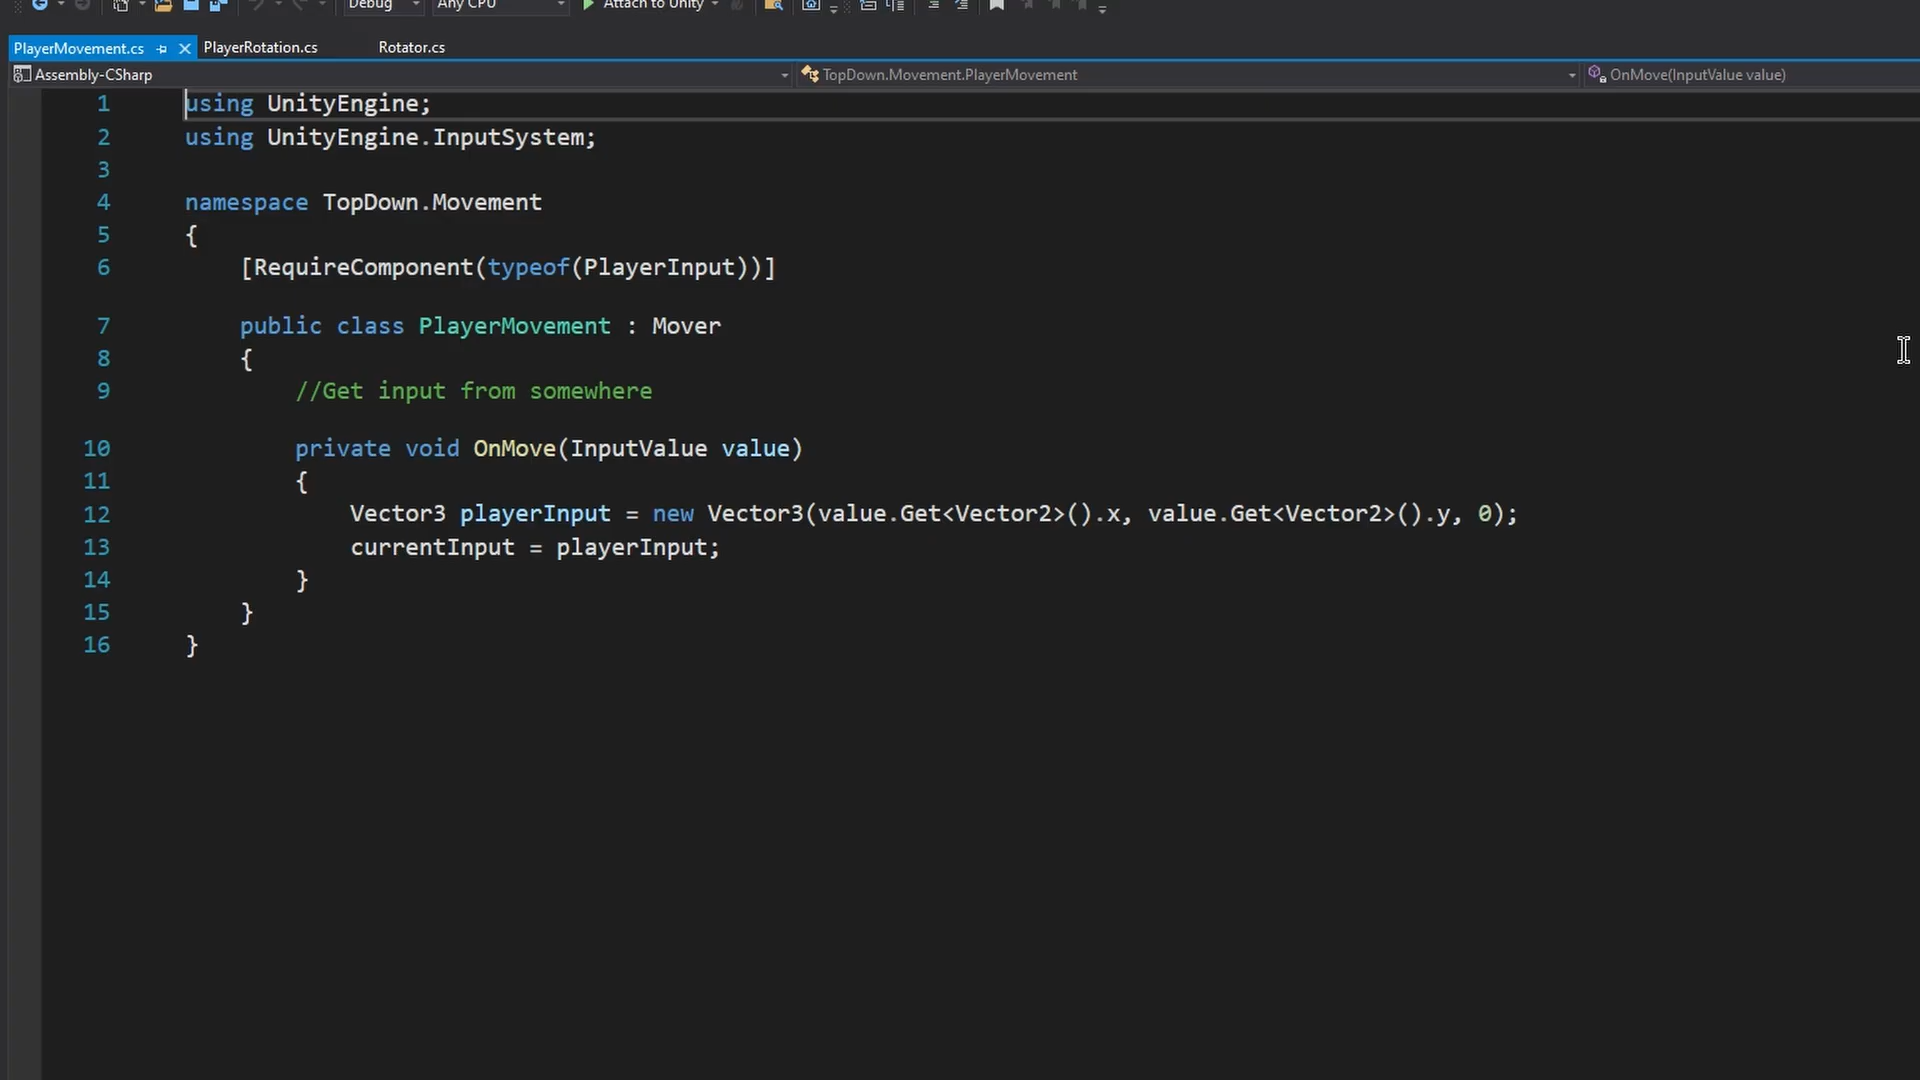 Debug Any CPU Attach to Unity
PlayerMovement.cs PlayerRotation.cs Rotator.cs
Assembly-CSharp TopDown.Movement.PlayerMovement OnMove(InputValue value)
1 using UnityEngine;
2 using UnityEngine.InputSystem;
3
4 namespace TopDown.Movement
5 {
6 [RequireComponent(typeof(PlayerInput))]
7 public class PlayerMovement : Mover
8 {
9 //Get input from somewhere
10 private void OnMove(InputValue value)
11 {
12 Vector3 playerInput = new Vector3(value.Get<Vector2>().x, value.Get<Vector2>().y, 0);
13 currentInput = playerInput;
14 }
15 }
16 }